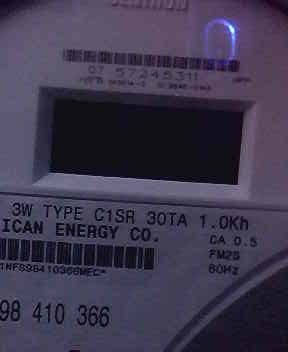 CENTRON
07 57245311
3W TYPE C1SR 30TA 1.0Kh
ICAN ENERGY CO.
CA 0.5
FM2S
60Hz
98 410 366